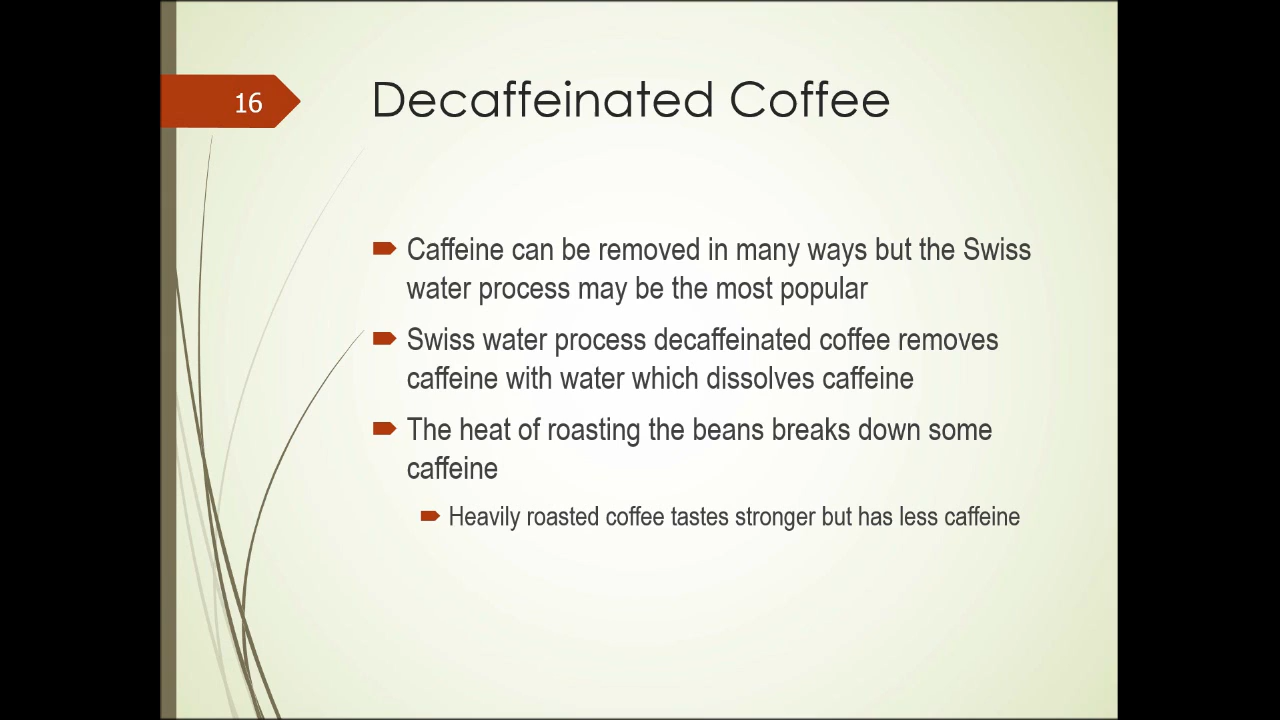 16
Decaffeinated Coffee
Caffeine can be removed in many ways but the Swiss
water process may be the most popular
Swiss water process decaffeinated coffee removes
caffeine with water which dissolves caffeine
The heat of roasting the beans breaks down some
caffeine
Heavily roasted coffee tastes stronger but has less caffeine